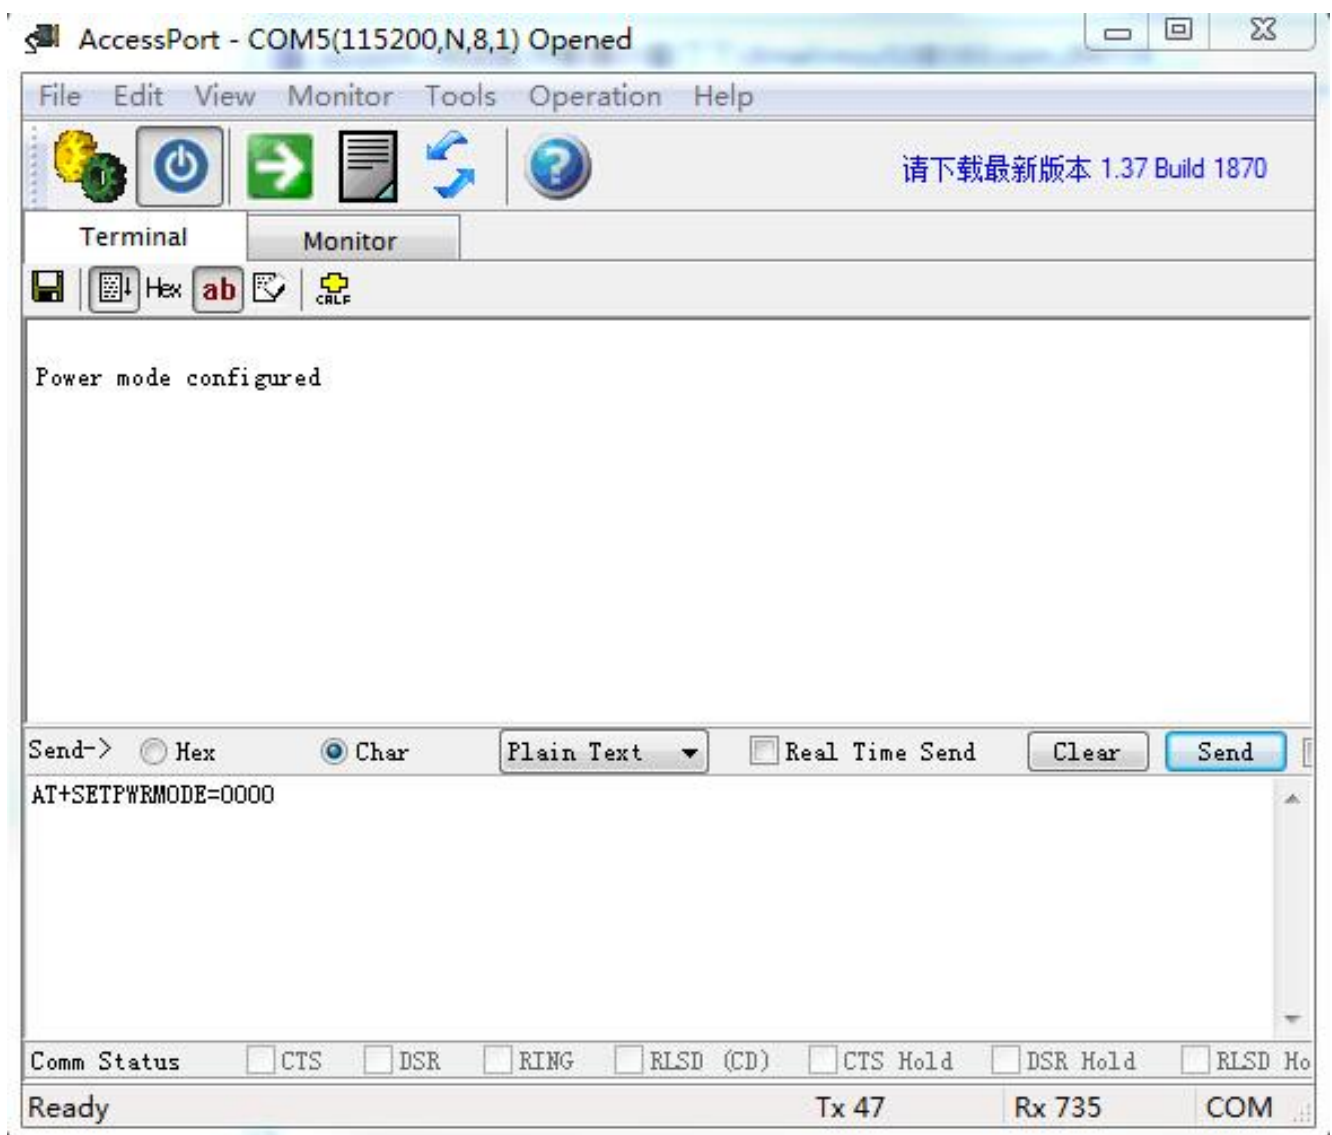 AccessPort - COM5(115200,N,8,1) Opened
File Edit View Monitor Tools Operation Help
请下载最新版本 1.37 Build 1870
Terminal Monitor
Hex ab CRLF
Power mode configured
Send-> Hex Char Plain Text Real Time Send Clear Send
AT+SETPWRMODE=0000
Comm Status CTS DSR RING RLSD (CD) CTS Hold DSR Hold RLSD Ho
Ready Tx 47 Rx 735 COM